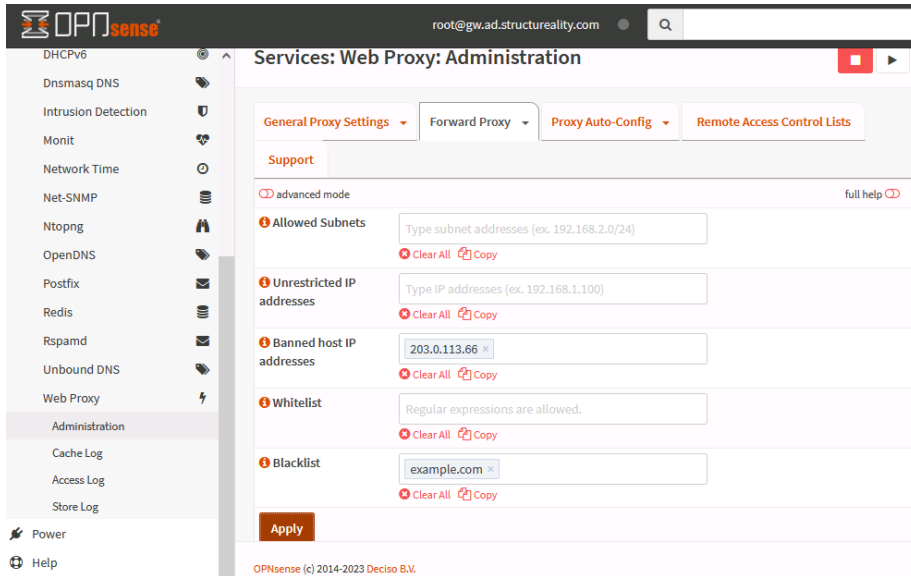 OPNsense
root@gw.ad.structureality.com
DHCPv6
Dnsmasq DNS
Intrusion Detection
Monit
Network Time
Net-SNMP
Ntopng
OpenDNS
Postfix
Redis
Rspamd
Unbound DNS
Web Proxy
Administration
Cache Log
Access Log
Store Log
Power
Help
Services: Web Proxy: Administration
General Proxy Settings
Forward Proxy
Proxy Auto-Config
Remote Access Control Lists
Support
advanced mode
full help
Allowed Subnets
Type subnet addresses (ex. 192.168.2.0/24)
Clear All Copy
Unrestricted IP
addresses
Type IP addresses (ex. 192.168.1.100)
Clear All Copy
Banned host IP
addresses
203.0.113.66 ×
Clear All Copy
Whitelist
Regular expressions are allowed.
Clear All Copy
Blacklist
example.com ×
Clear All Copy
Apply
OPNsense (c) 2014-2023 Deciso B.V.